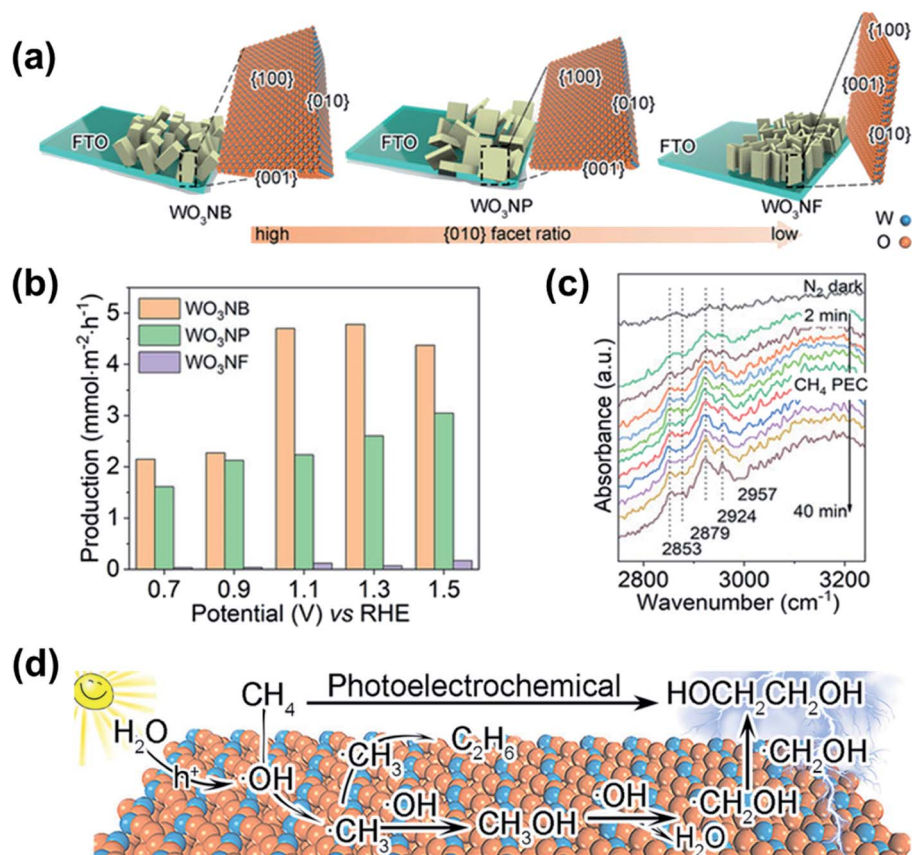 (a)
{100}
{010}
{001}
FTO
WO₃NB
{100}
{010}
{001}
FTO
WO₃NP
{100}
{001}
{010}
FTO
WO₃NF
high {010} facet ratio low
W
O
(b)
Production (mmol·m⁻²·h⁻¹)
5
4
3
2
1
0
WO₃NB
WO₃NP
WO₃NF
0.7 0.9 1.1 1.3 1.5
Potential (V) vs RHE
(c)
Absorbance (a.u.)
N₂ dark
2 min
CH₄ PEC
40 min
2957
2924
2879
2853
2800 3000 3200
Wavenumber (cm⁻¹)
(d)
CH₄ Photoelectrochemical HOCH₂CH₂OH
H₂O
h⁺
·OH
·CH₃
C₂H₆
·CH₂OH
·OH
·OH
·CH₃
CH₃OH
·CH₂OH
H₂O